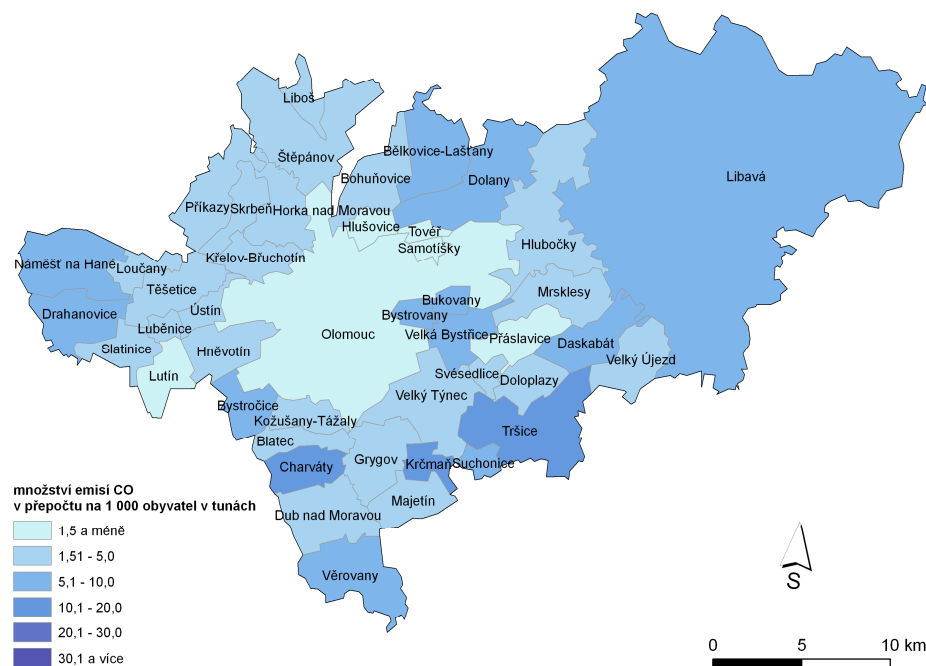 Liboš
Štěpánov
Bělkovice-Lašťany
Bohuňovice
Dolany
Libavá
Příkazy
Skrbeň
Horka nad Moravou
Hlušovice
Tovéř
Samotíšky
Hlubočky
Křelov-Břuchotín
Náměšť na Hané
Loučany
Těšetice
Mrsklesy
Bukovany
Drahanovice
Ústín
Bystrovany
Luběnice
Olomouc
Velká Bystřice
Přáslavice
Daskabát
Slatinice
Hněvotín
Velký Újezd
Lutín
Svésedlice
Doloplazy
Velký Týnec
Bystročice
Kožušany-Tážaly
Tršice
Blatec
Charváty
Grygov
Krčmaň
Suchonice
množství emisí CO
v přepočtu na 1 000 obyvatel v tunách
Majetín
Dub nad Moravou
1,5 a méně
1,51 - 5,0
Věrovany
5,1 - 10,0
S
10,1 - 20,0
20,1 - 30,0
0 5 10 km
30,1 a více